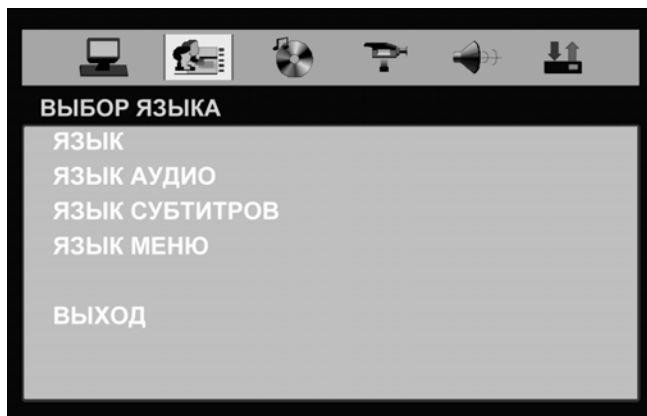 ВЫБОР ЯЗЫКА
ЯЗЫК
ЯЗЫК АУДИО
ЯЗЫК СУБТИТРОВ
ЯЗЫК МЕНЮ
ВЫХОД